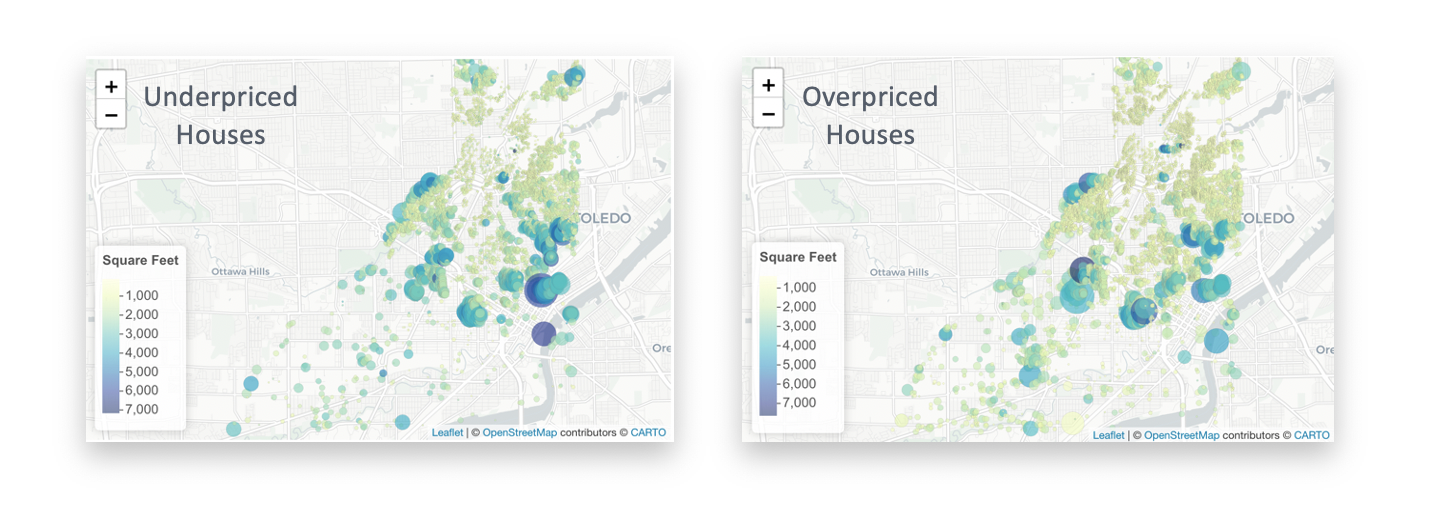 +
−
Underpriced
Houses
TOLEDO
Ottawa Hills
Square Feet
1,000
2,000
3,000
4,000
5,000
6,000
7,000
Ore
Leaflet | © OpenStreetMap contributors © CARTO
+
−
Overpriced
Houses
TOLEDO
Ottawa Hills
Square Feet
1,000
2,000
3,000
4,000
5,000
6,000
7,000
Ore
Leaflet | © OpenStreetMap contributors © CARTO